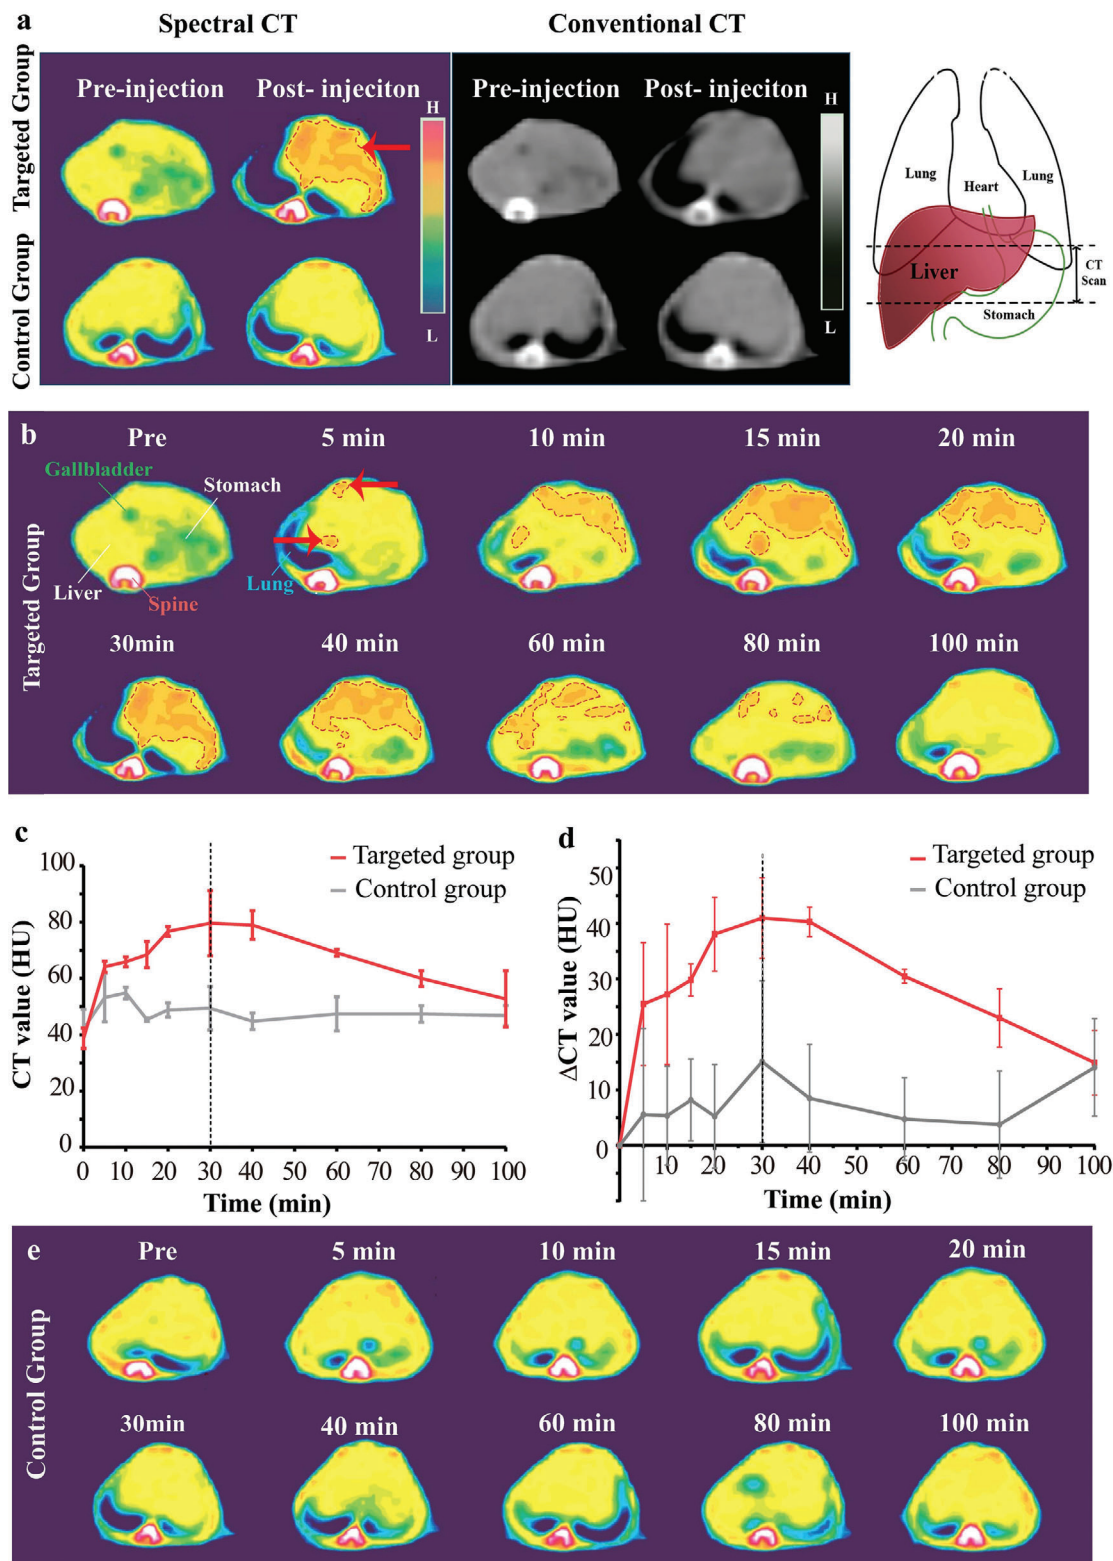 a
Spectral CT
Conventional CT
Targeted Group
Control Group
Pre-injection
Post- injeciton
H
L
Pre-injection
Post- injeciton
H
L
Lung
Heart
Lung
Liver
Stomach
CT
Scan
b
Targeted Group
Pre
5 min
10 min
15 min
20 min
Gallbladder
Stomach
Liver
Spine
Lung
30min
40 min
60 min
80 min
100 min
c
Targeted group
Control group
CT value (HU)
100
80
60
40
20
0
0 10 20 30 40 50 60 70 80 90 100
Time (min)
d
Targeted group
Control group
ΔCT value (HU)
50
40
30
20
10
0
10 20 30 40 50 60 70 80 90 100
Time (min)
e
Control Group
Pre
5 min
10 min
15 min
20 min
30min
40 min
60 min
80 min
100 min